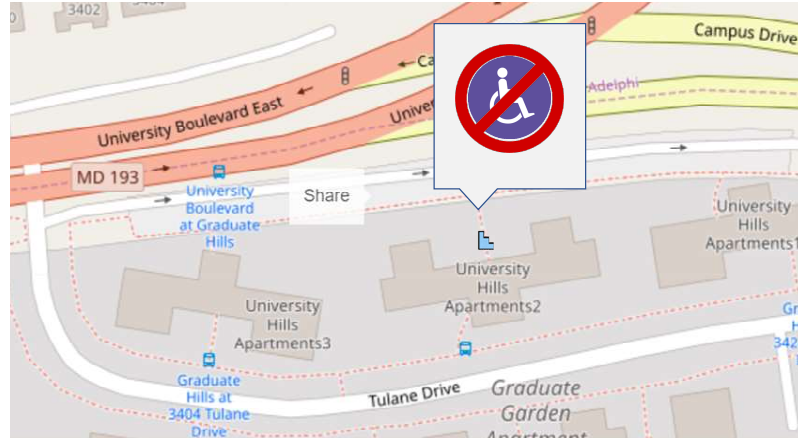 3402
Campus Drive
University Boulevard East
Adelphi
MD 193
University
Boulevard
at Graduate
Hills
Share
University
Hills
Apartments1
University
Hills
Apartments2
University
Hills
Apartments3
Graduate
Hills at
3404 Tulane
Drive
Tulane Drive
Graduate
Garden